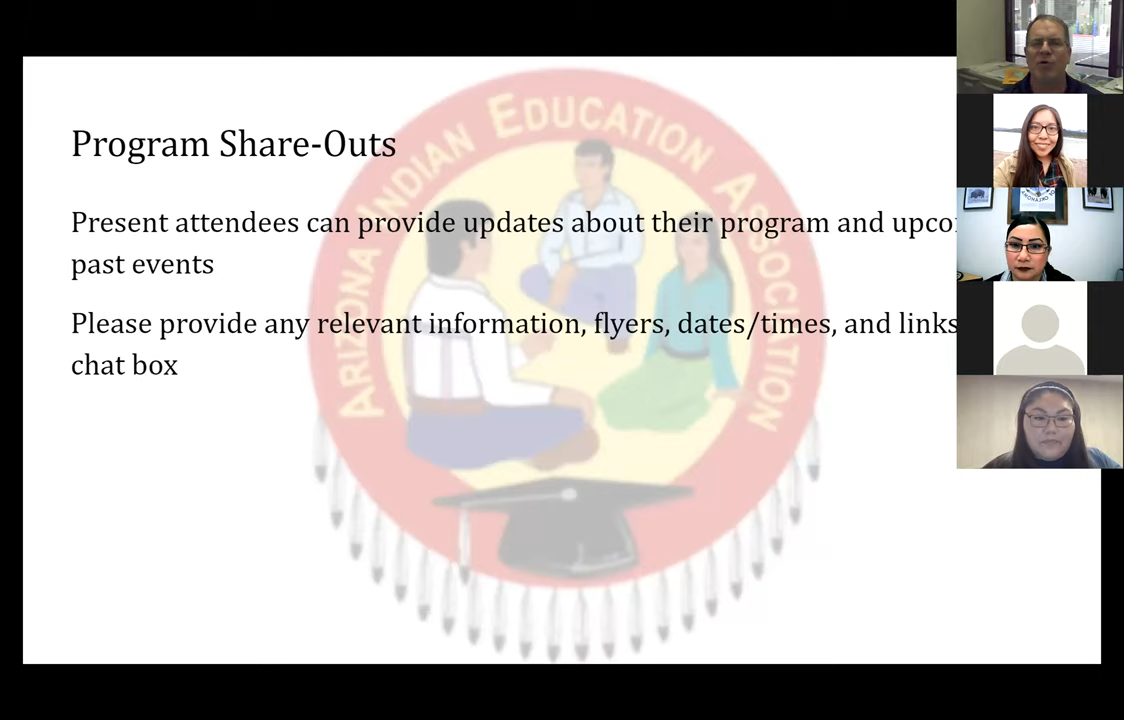 Program Share-Outs
ARIZONA INDIAN EDUCATION ASSOCIATION
Present attendees can provide updates about their program and
past events
Please provide any relevant information, flyers, dates/times, and links
chat box